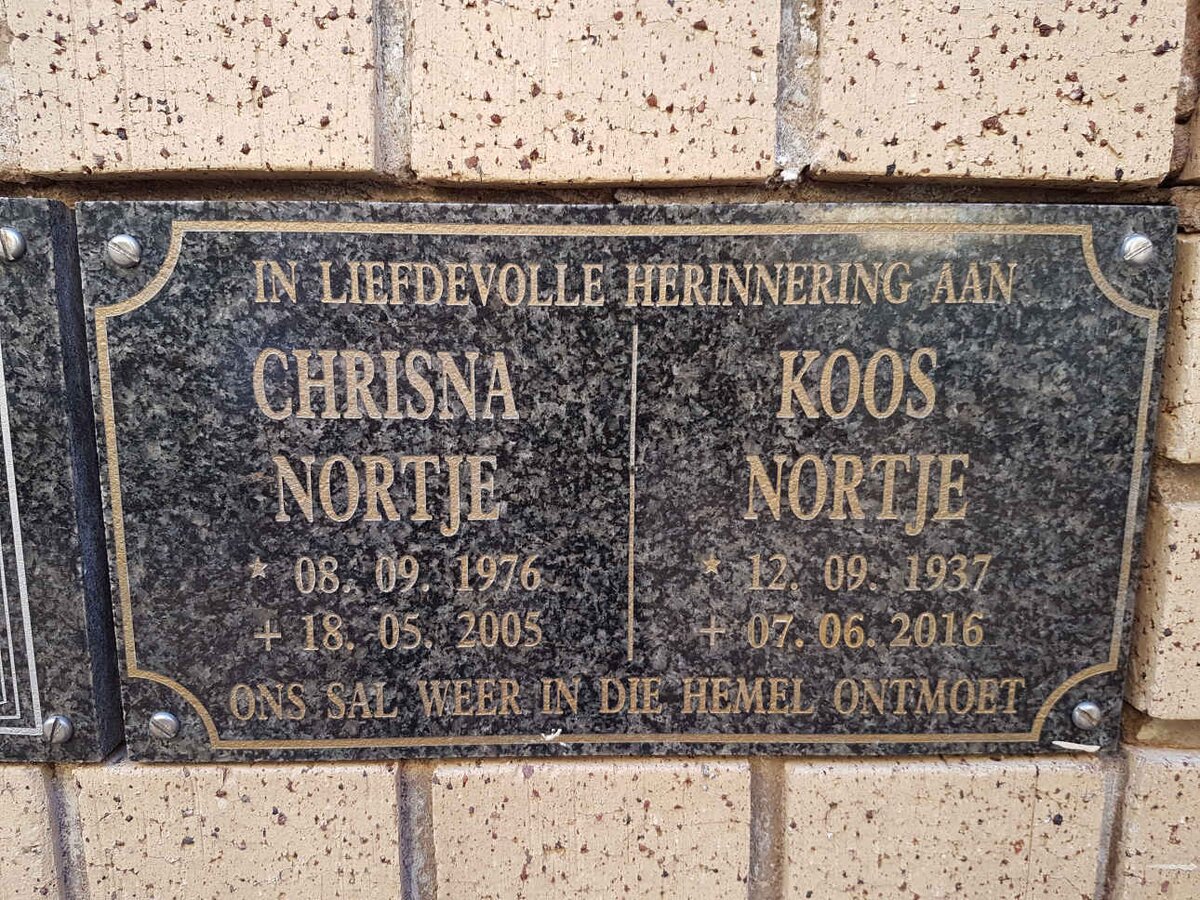 IN LIEFDEVOLLE HERINNERING AAN
CHRISNA
NORTJE
* 08. 09. 1976
+ 18. 05. 2005
KOOS
NORTJE
* 12. 09. 1937
+ 07. 06. 2016
ONS SAL WEER IN DIE HEMEL ONTMOET